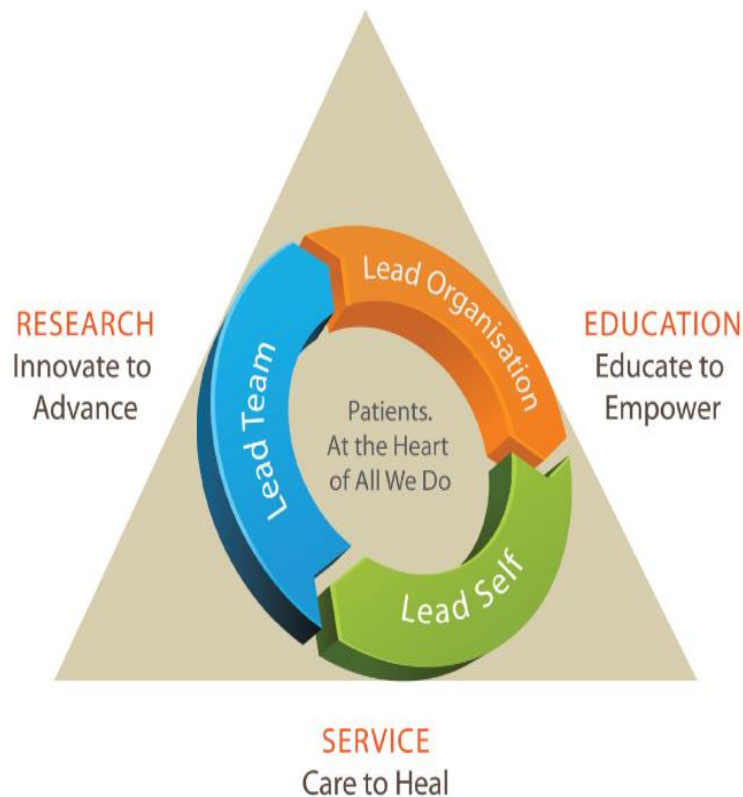 Lead Organisation
RESEARCH
Innovate to
Advance
EDUCATION
Educate to
Empower
Lead Team
Patients.
At the Heart
of All We Do
Lead Self
SERVICE
Care to Heal